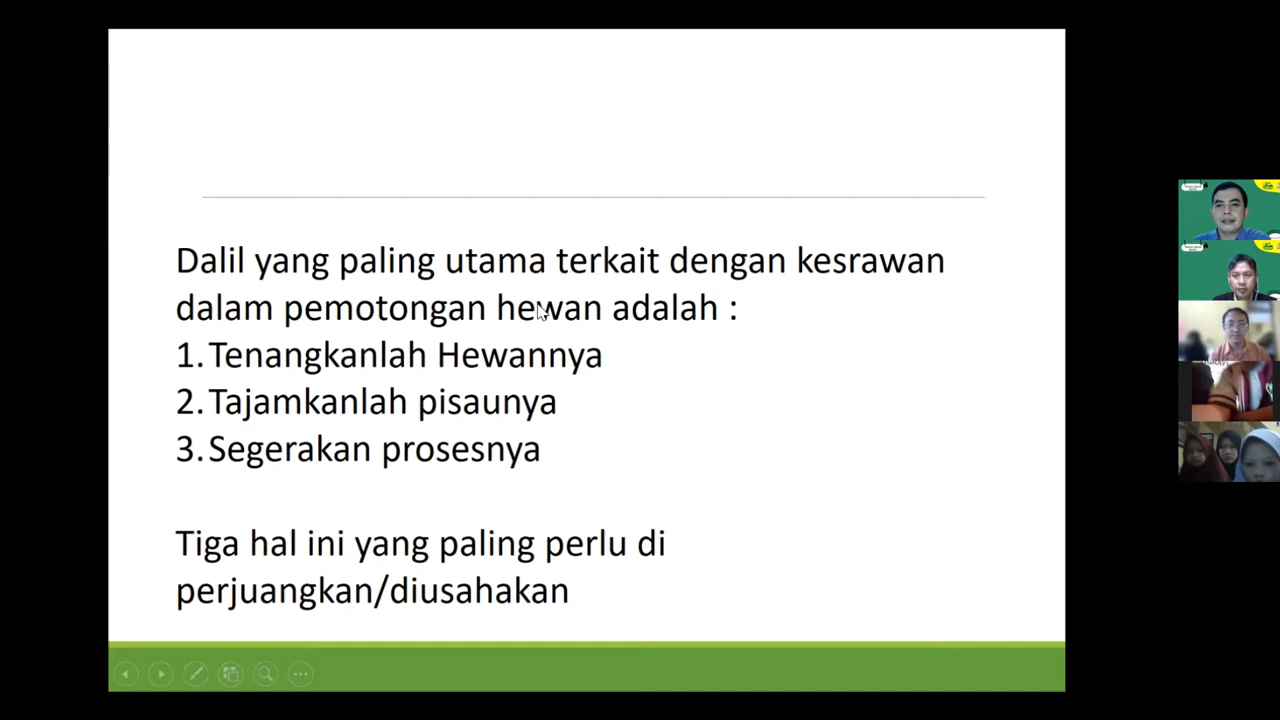 Dalil yang paling utama terkait dengan kesrawan
dalam pemotongan hewan adalah :
1. Tenangkanlah Hewannya
2. Tajamkanlah pisaunya
3. Segerakan prosesnya
Tiga hal ini yang paling perlu di
perjuangkan/diusahakan